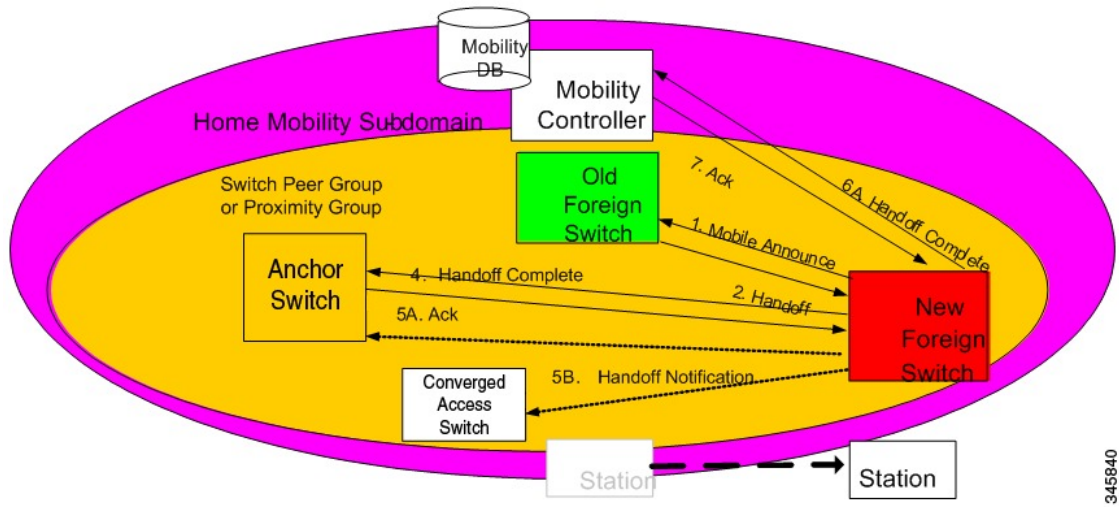 Mobility
DB
Mobility
Controller
Home Mobility Subdomain
Old
Foreign
Switch
7. Ack
6A. Handoff Complete
Switch Peer Group
or Proximity Group
1. Mobile Announce
Anchor
Switch
4. Handoff Complete
2. Handoff
5A. Ack
New
Foreign
Switch
Converged
Access
Switch
5B. Handoff Notification
Station
Station
345840